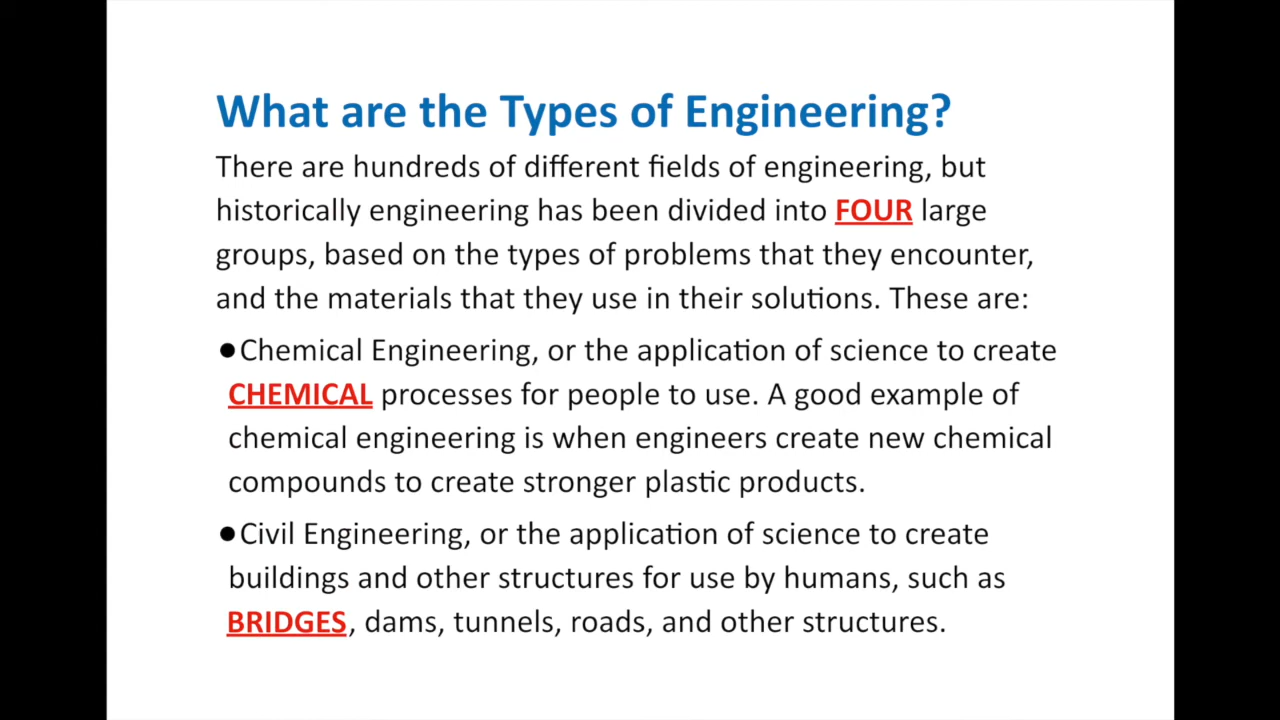 What are the Types of Engineering?
There are hundreds of different fields of engineering, but
historically engineering has been divided into FOUR large
groups, based on the types of problems that they encounter,
and the materials that they use in their solutions. These are:
●Chemical Engineering, or the application of science to create
CHEMICAL processes for people to use. A good example of
chemical engineering is when engineers create new chemical
compounds to create stronger plastic products.
●Civil Engineering, or the application of science to create
buildings and other structures for use by humans, such as
BRIDGES, dams, tunnels, roads, and other structures.